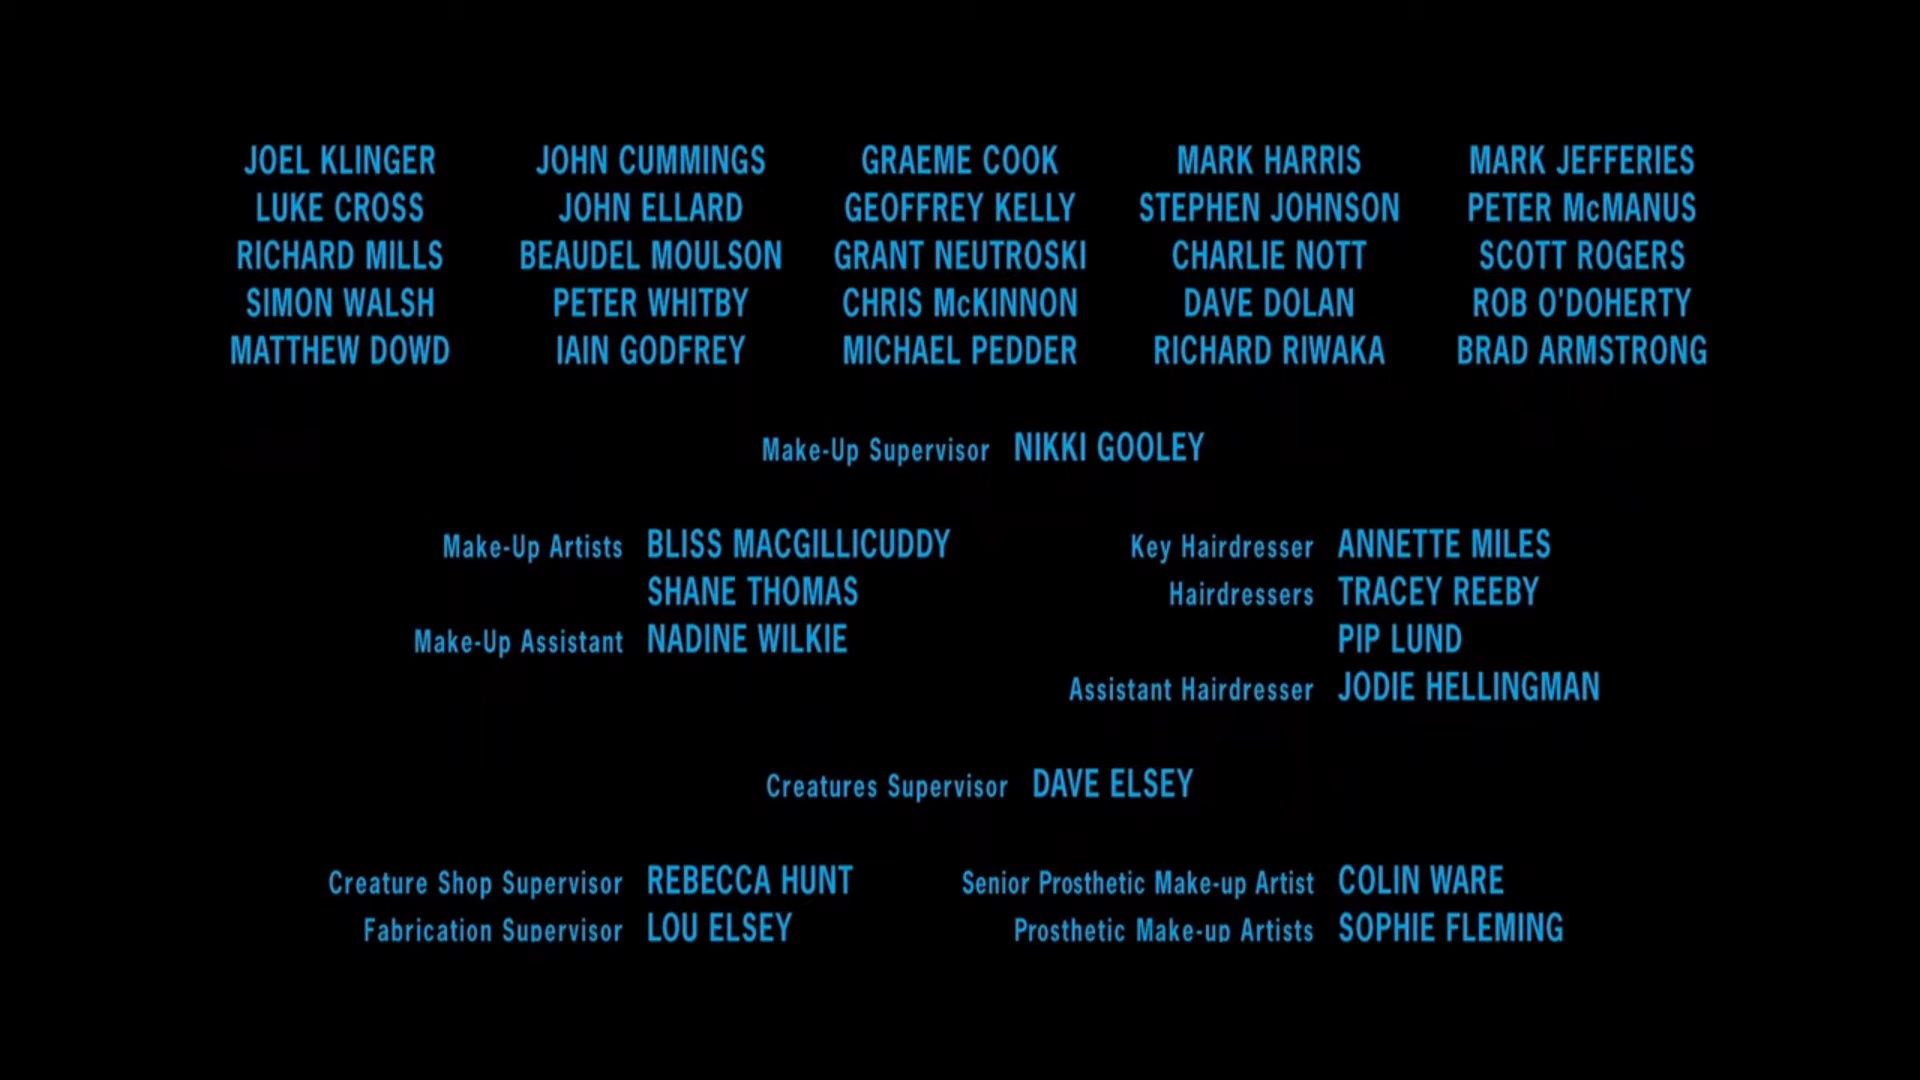 JOEL KLINGER JOHN CUMMINGS GRAEME COOK MARK HARRIS MARK JEFFERIES
LUKE CROSS JOHN ELLARD GEOFFREY KELLY STEPHEN JOHNSON PETER McMANUS
RICHARD MILLS BEAUDEL MOULSON GRANT NEUTROSKI CHARLIE NOTT SCOTT ROGERS
SIMON WALSH PETER WHITBY CHRIS McKINNON DAVE DOLAN ROB O'DOHERTY
MATTHEW DOWD IAIN GODFREY MICHAEL PEDDER RICHARD RIWAKA BRAD ARMSTRONG
Make-Up Supervisor NIKKI GOOLEY
Make-Up Artists BLISS MACGILLICUDDY
SHANE THOMAS
Make-Up Assistant NADINE WILKIE
Key Hairdresser ANNETTE MILES
Hairdressers TRACEY REEBY
PIP LUND
Assistant Hairdresser JODIE HELLINGMAN
Creatures Supervisor DAVE ELSEY
Creature Shop Supervisor REBECCA HUNT
Fabrication Supervisor LOU ELSEY
Senior Prosthetic Make-up Artist COLIN WARE
Prosthetic Make-up Artists SOPHIE FLEMING